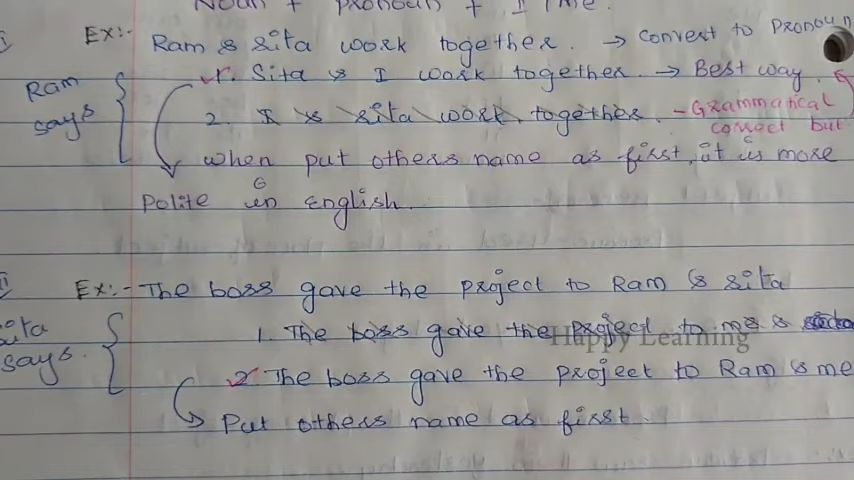 Noun + pronoun + I / me.
I Ex:- Ram & Sita work together. → Convert to pronoun
Ram says { ✓1. Sita & I work together. → Best way.
2. I & Sita work together. - Grammatical correct but
when put others name as first, it is more
Polite in English.
II Ex:- The boss gave the project to Ram & Sita
Sita says. { 1. The boss gave the project to me &
Happy Learning
✓2. The boss gave the project to Ram & me
→ Put others name as first.